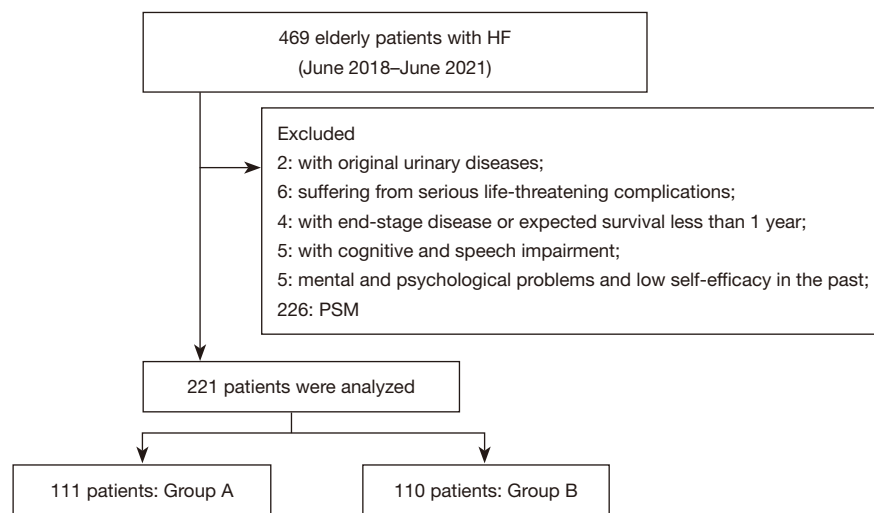 469 elderly patients with HF
(June 2018–June 2021)
Excluded
2: with original urinary diseases;
6: suffering from serious life-threatening complications;
4: with end-stage disease or expected survival less than 1 year;
5: with cognitive and speech impairment;
5: mental and psychological problems and low self-efficacy in the past;
226: PSM
221 patients were analyzed
111 patients: Group A
110 patients: Group B